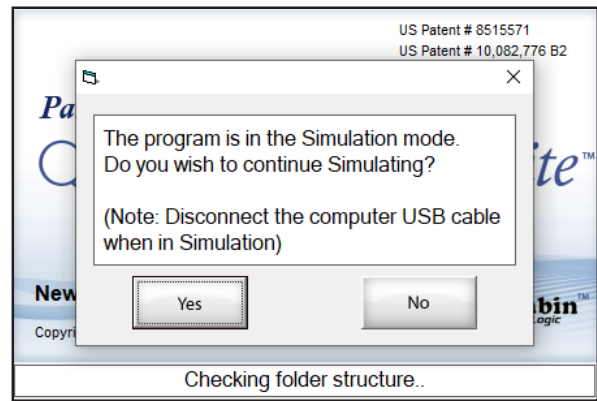 US Patent # 8515571
US Patent # 10,082,776 B2
The program is in the Simulation mode.
Do you wish to continue Simulating?
(Note: Disconnect the computer USB cable
when in Simulation)
Yes
No
New
Checking folder structure..